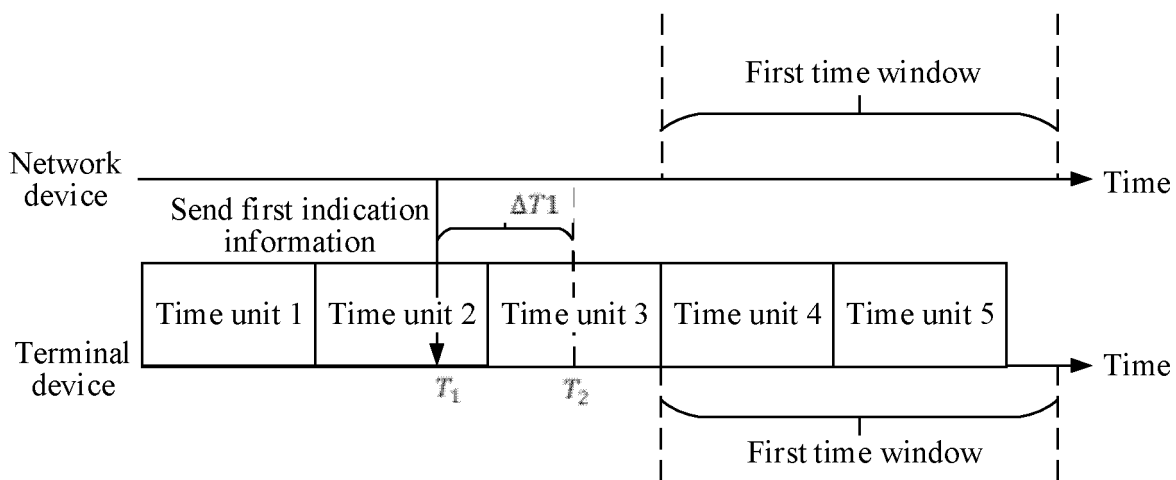 First time window
Network
device
Time
Send first indication
information
ΔT1
Time unit 1
Time unit 2
Time unit 3
Time unit 4
Time unit 5
Terminal
device
Time
T₁
T₂
First time window